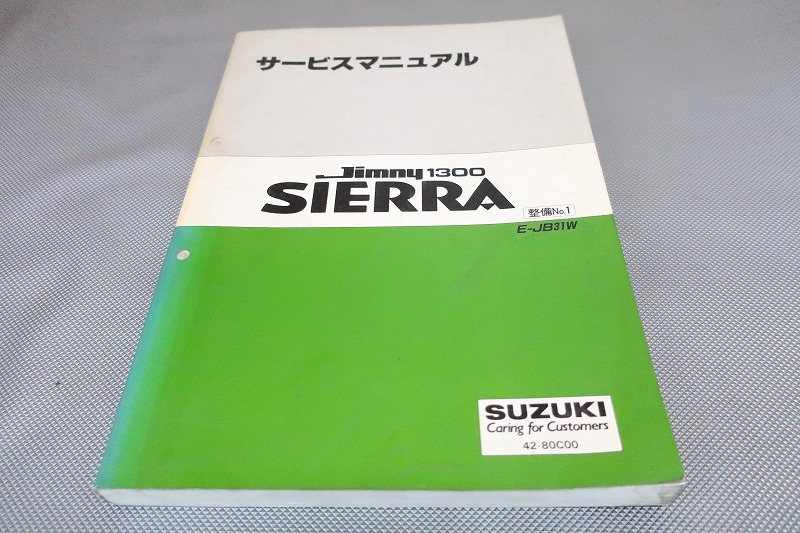 サービスマニュアル
Jimny 1300
SIERRA
整備No.1
E-JB31W
SUZUKI
Caring for Customers
42-80C00